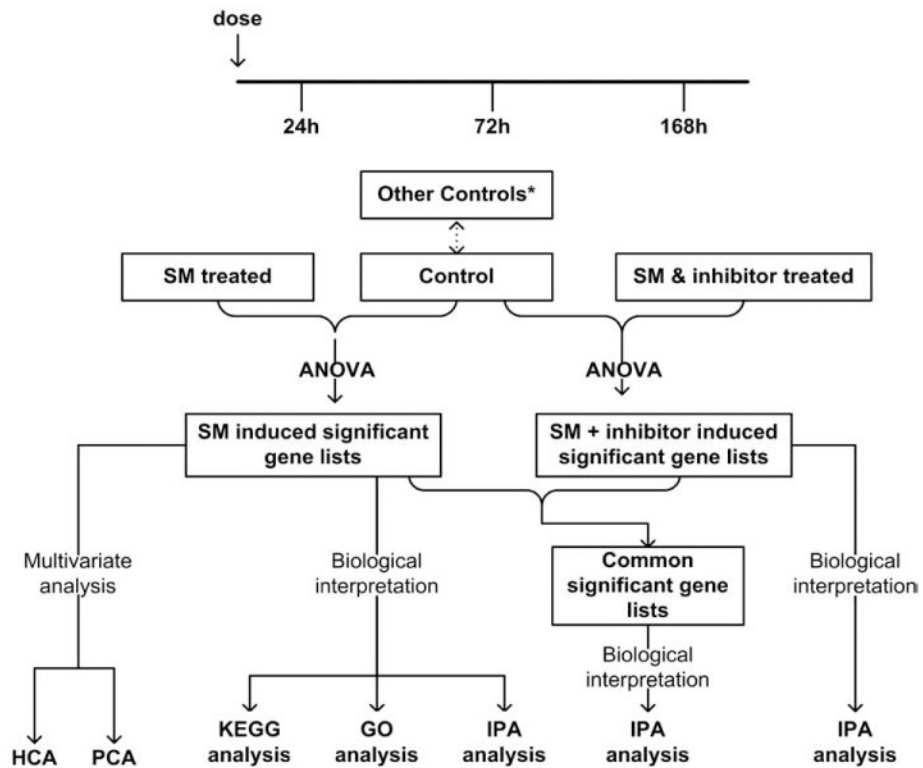 dose
24h
72h
168h
Other Controls*
SM treated
Control
SM & inhibitor treated
ANOVA
ANOVA
SM induced significant
gene lists
SM + inhibitor induced
significant gene lists
Multivariate
analysis
Biological
interpretation
Common
significant gene
lists
Biological
interpretation
Biological
interpretation
HCA
PCA
KEGG
analysis
GO
analysis
IPA
analysis
IPA
analysis
IPA
analysis